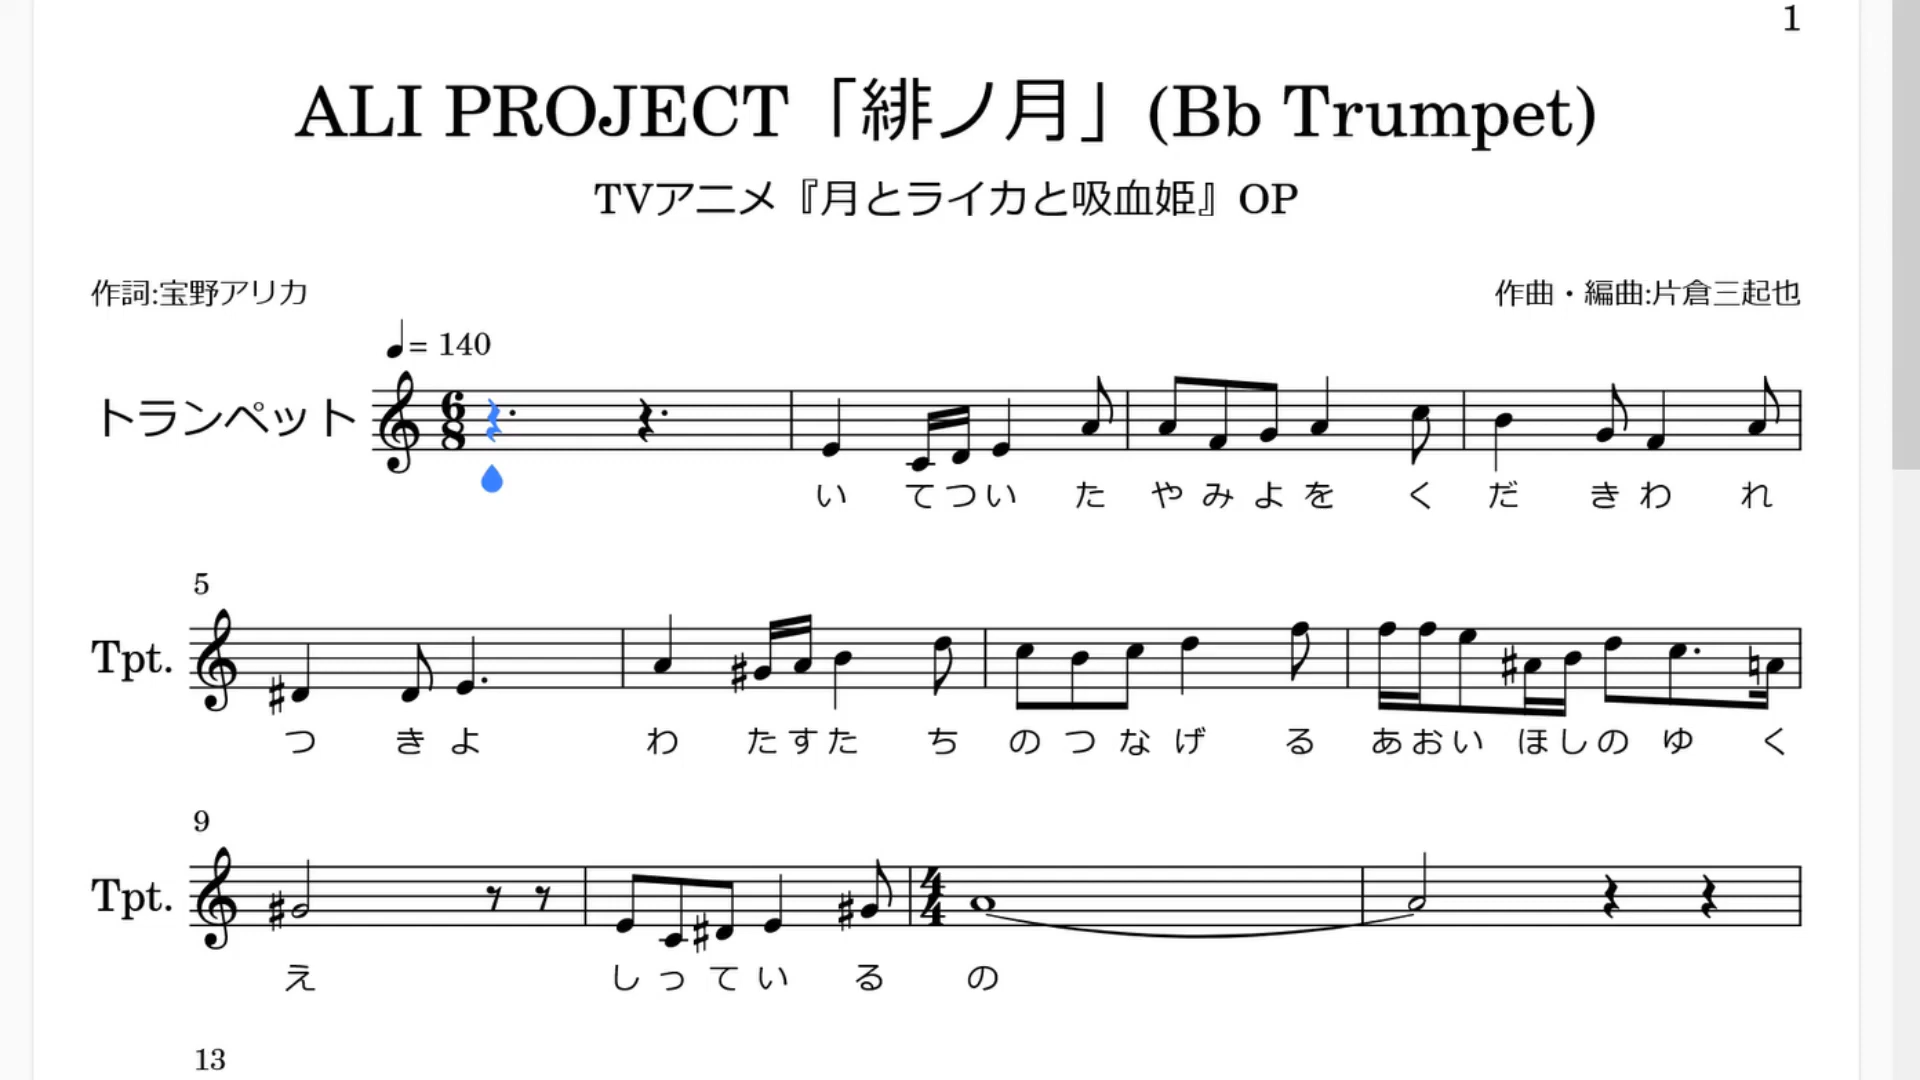 1
ALI PROJECT「緋ノ月」(Bb Trumpet)
TVアニメ『月とライカと吸血姫』OP
作詞:宝野アリカ
作曲・編曲:片倉三起也
= 140
トランペット
6
8
い てつい た やみよを く だ きわ れ
5
Tpt.
つ きよ わ たすた ち のつなげ る あおい ほしのゆ く
9
Tpt.
4
4
え しってい る の
13